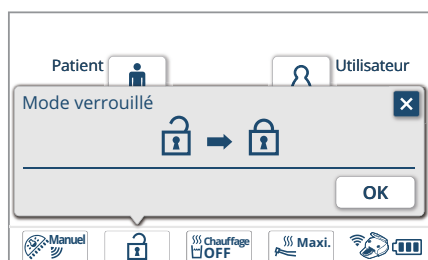 Patient Utilisateur
Mode verrouillé
OK
Manuel Chauffage OFF Maxi.